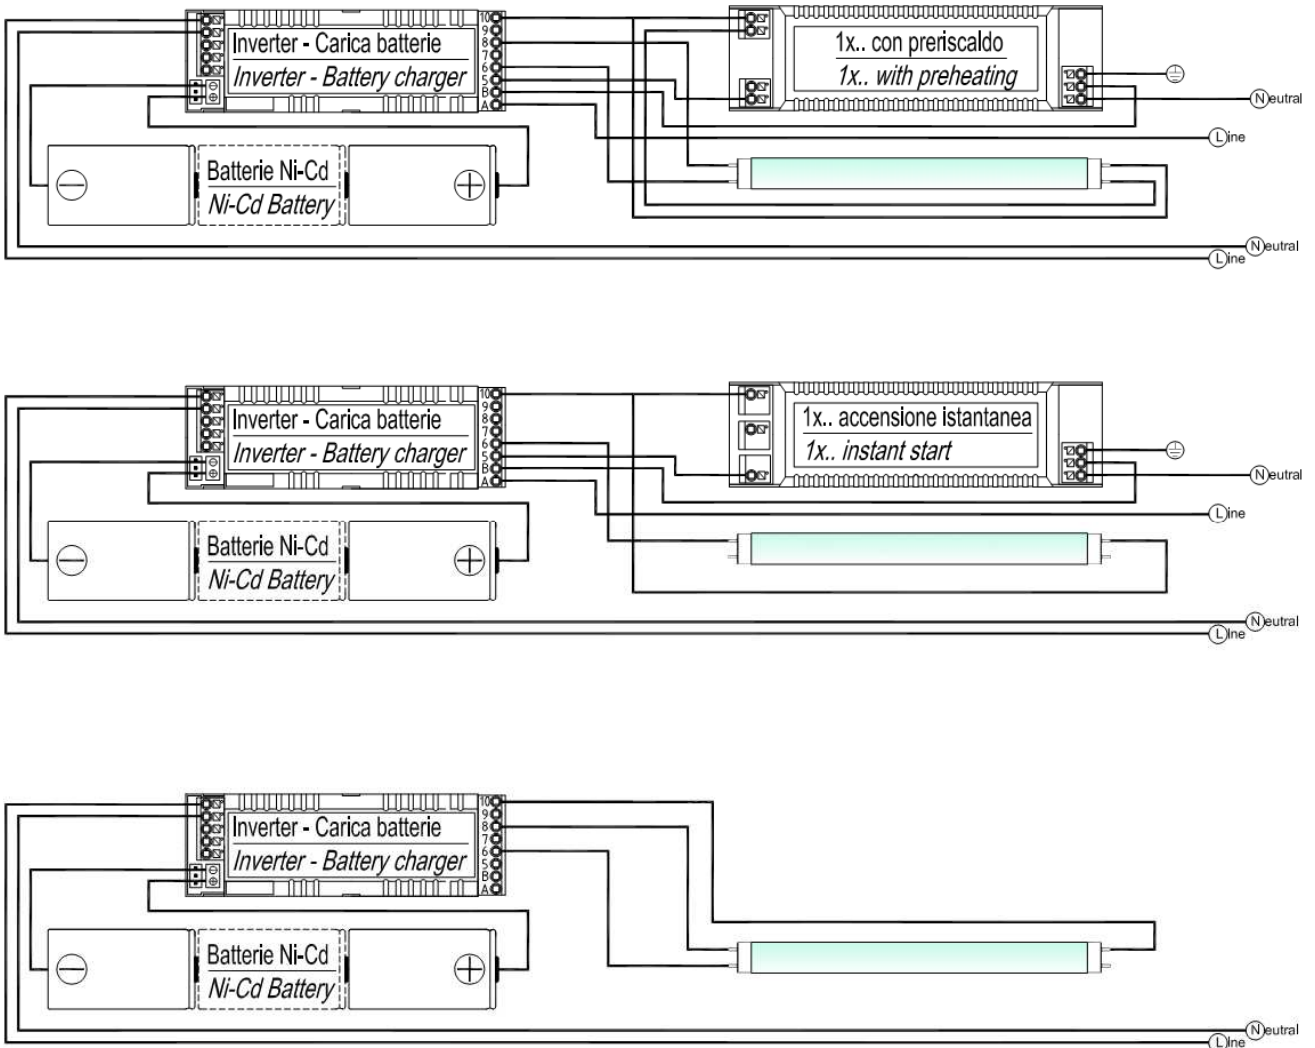 10
9
8
7
6
5
B
A
Inverter - Carica batterie
Inverter - Battery charger
1x.. con preriscaldo
1x.. with preheating
Neutral
Line
Batterie Ni-Cd
Ni-Cd Battery
Neutral
Line
10
9
8
7
6
5
B
A
Inverter - Carica batterie
Inverter - Battery charger
1x.. accensione istantanea
1x.. instant start
Neutral
Line
Batterie Ni-Cd
Ni-Cd Battery
Neutral
LIne
10
9
8
7
6
5
B
A
Inverter - Carica batterie
Inverter - Battery charger
Batterie Ni-Cd
Ni-Cd Battery
Neutral
LIne